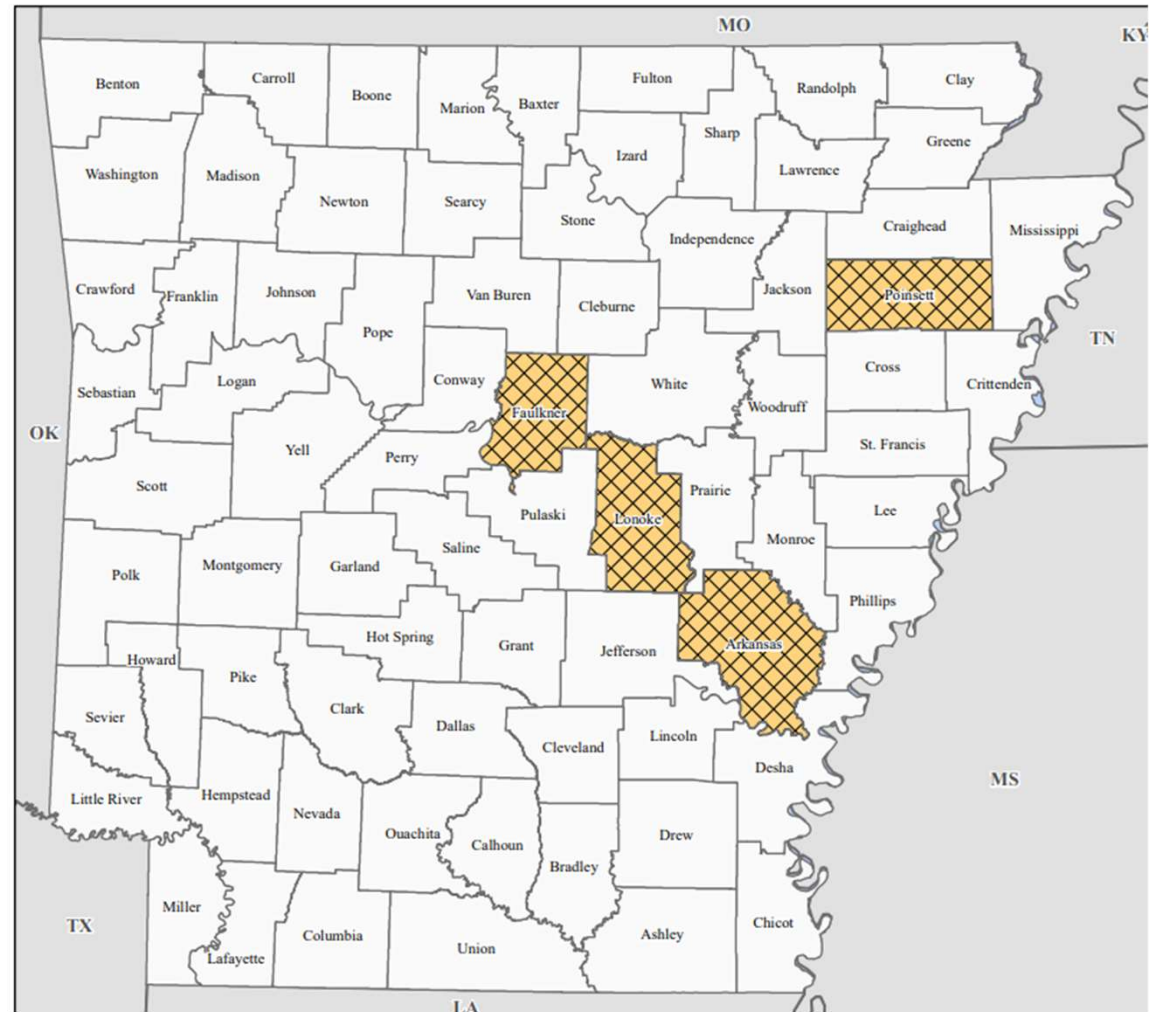 MO
KY
Benton
Carroll
Boone
Marion
Baxter
Fulton
Randolph
Clay
Sharp
Greene
Izard
Lawrence
Washington
Madison
Newton
Searcy
Stone
Independence
Craighead
Mississippi
Crawford
Franklin
Johnson
Van Buren
Cleburne
Jackson
Poinsett
Pope
TN
Sebastian
Logan
Conway
Faulkner
White
Woodruff
Cross
Crittenden
OK
Yell
Perry
St. Francis
Scott
Pulaski
Lonoke
Prairie
Monroe
Lee
Polk
Montgomery
Garland
Saline
Phillips
Howard
Pike
Hot Spring
Grant
Jefferson
Arkansas
Sevier
Clark
Dallas
Cleveland
Lincoln
Desha
MS
Little River
Hempstead
Nevada
Ouachita
Calhoun
Bradley
Drew
Miller
TX
Lafayette
Columbia
Union
Ashley
Chicot
LA